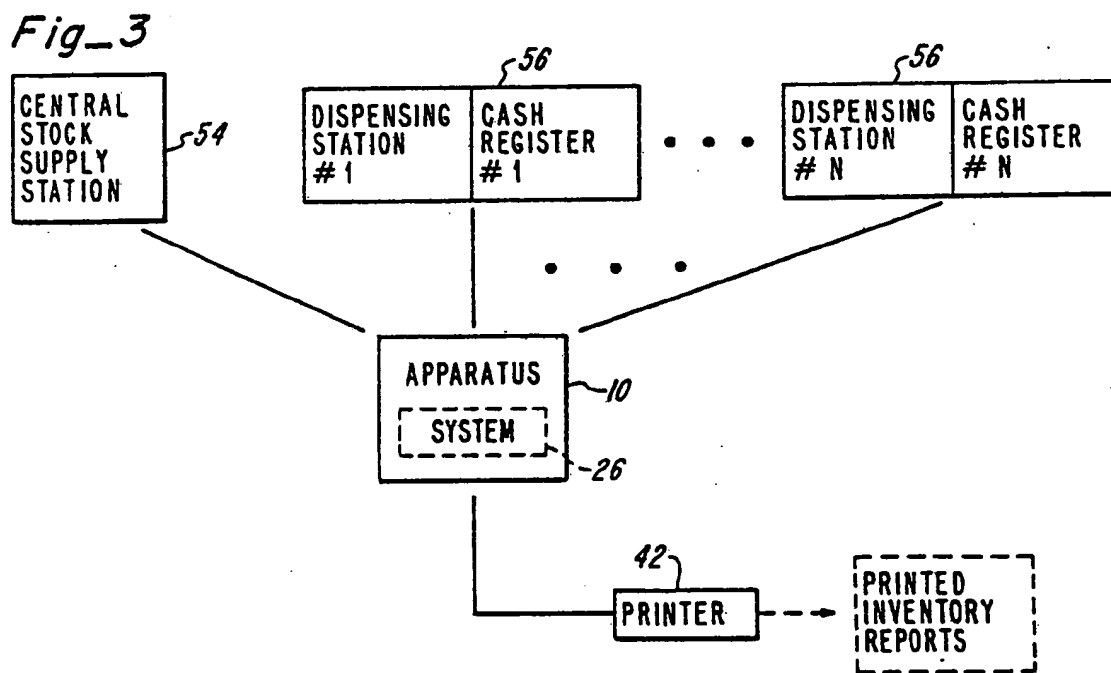 Fig_3
CENTRAL
STOCK
SUPPLY
STATION
54
56
DISPENSING
STATION
# 1
CASH
REGISTER
# 1
56
DISPENSING
STATION
# N
CASH
REGISTER
# N
APPARATUS
10
SYSTEM
26
42
PRINTER
PRINTED
INVENTORY
REPORTS